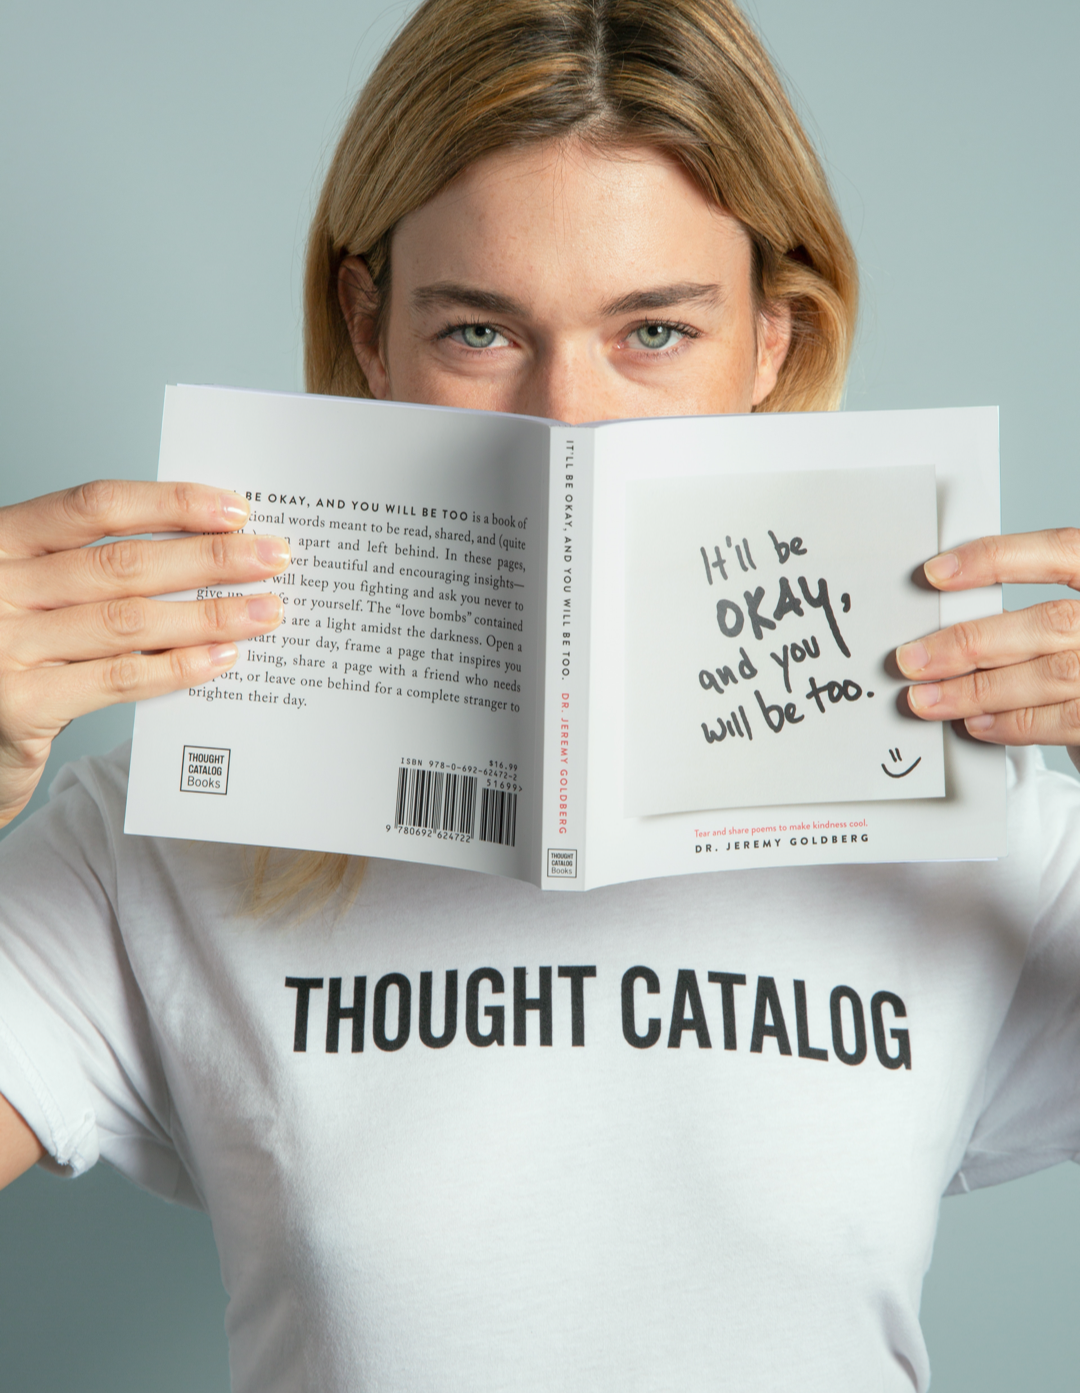 BE OKAY, AND YOU WILL BE TOO is a book of
words meant to be read, shared, and (quite
apart and left behind. In these pages,
beautiful and encouraging insights—
will keep you fighting and ask you never to
give or yourself. The “love bombs” contained
are a light amidst the darkness. Open a
your day, frame a page that inspires you
living, share a page with a friend who needs
or leave one behind for a complete stranger to
brighten their day.
THOUGHT
CATALOG
Books
$16.99
ISBN 978-0-692-62472-2
51699>
9 780692 624722
IT'LL BE OKAY, AND YOU WILL BE TOO. DR. JEREMY GOLDBERG
THOUGHT
CATALOG
Books
It'll be
OKAY,
and you
will be too.
Tear and share poems to make kindness cool.
DR. JEREMY GOLDBERG
THOUGHT CATALOG